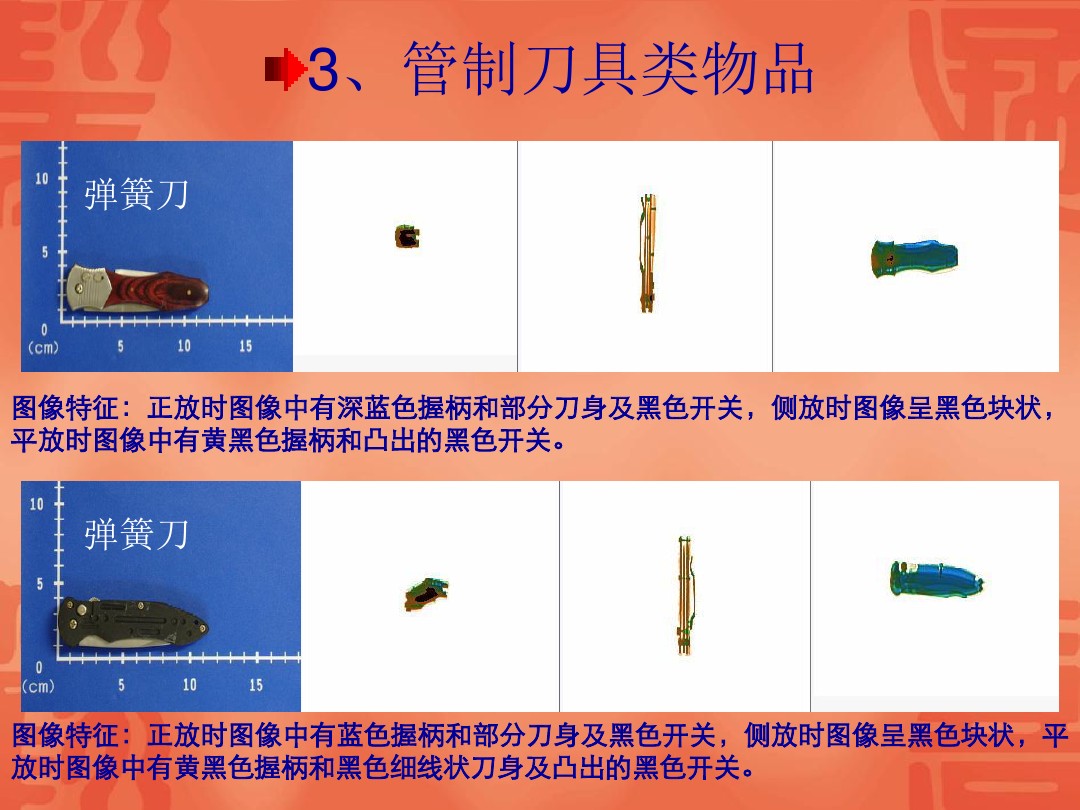 3、管制刀具类物品
弹簧刀
10
5
0
(cm)
5
10
15
图像特征：正放时图像中有深蓝色握柄和部分刀身及黑色开关，侧放时图像呈黑色块状，
平放时图像中有黄黑色握柄和凸出的黑色开关。
弹簧刀
10
5
0
(cm)
5
10
15
图像特征：正放时图像中有蓝色握柄和部分刀身及黑色开关，侧放时图像呈黑色块状，平
放时图像中有黄黑色握柄和黑色细线状刀身及凸出的黑色开关。